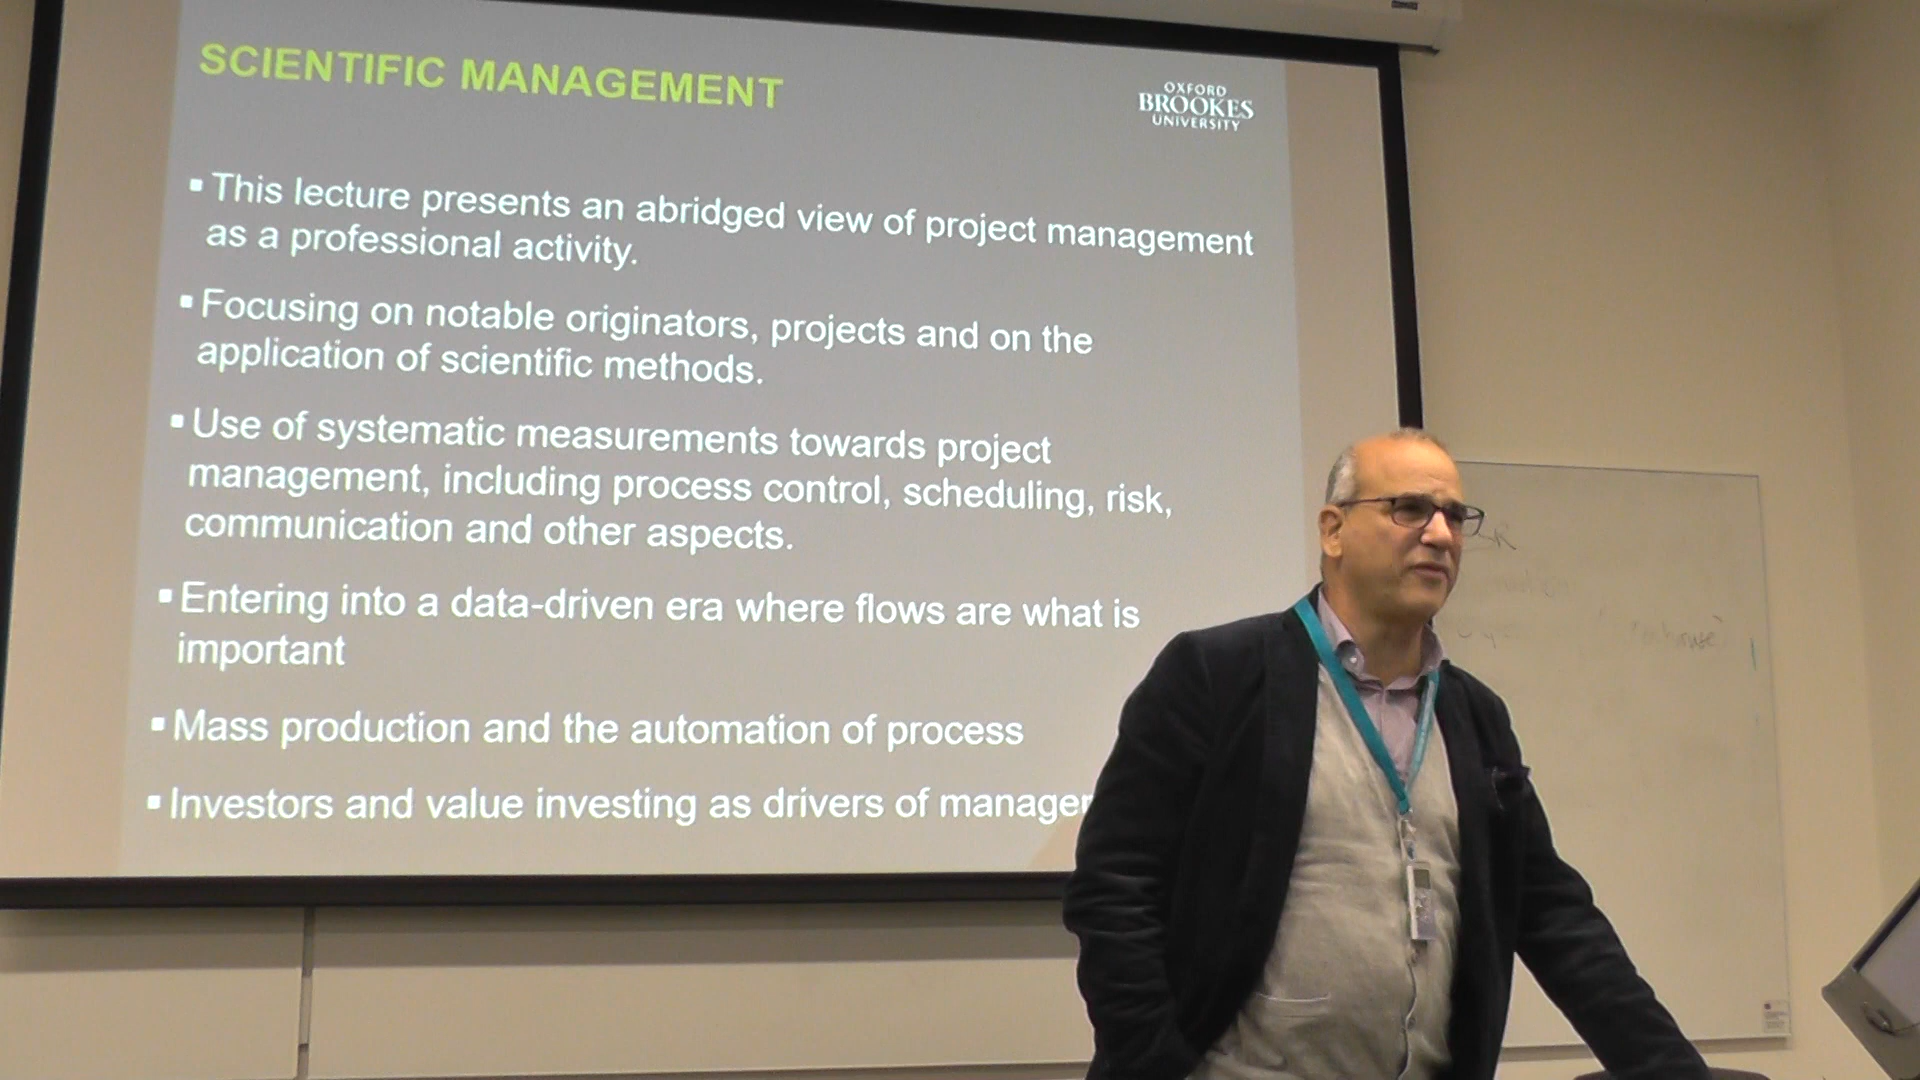 SCIENTIFIC MANAGEMENT
OXFORD
BROOKES
UNIVERSITY
▪ This lecture presents an abridged view of project management
as a professional activity.
▪ Focusing on notable originators, projects and on the
application of scientific methods.
▪ Use of systematic measurements towards project
management, including process control, scheduling, risk,
communication and other aspects.
▪ Entering into a data-driven era where flows are what is
important
▪ Mass production and the automation of process
▪ Investors and value investing as drivers of manager